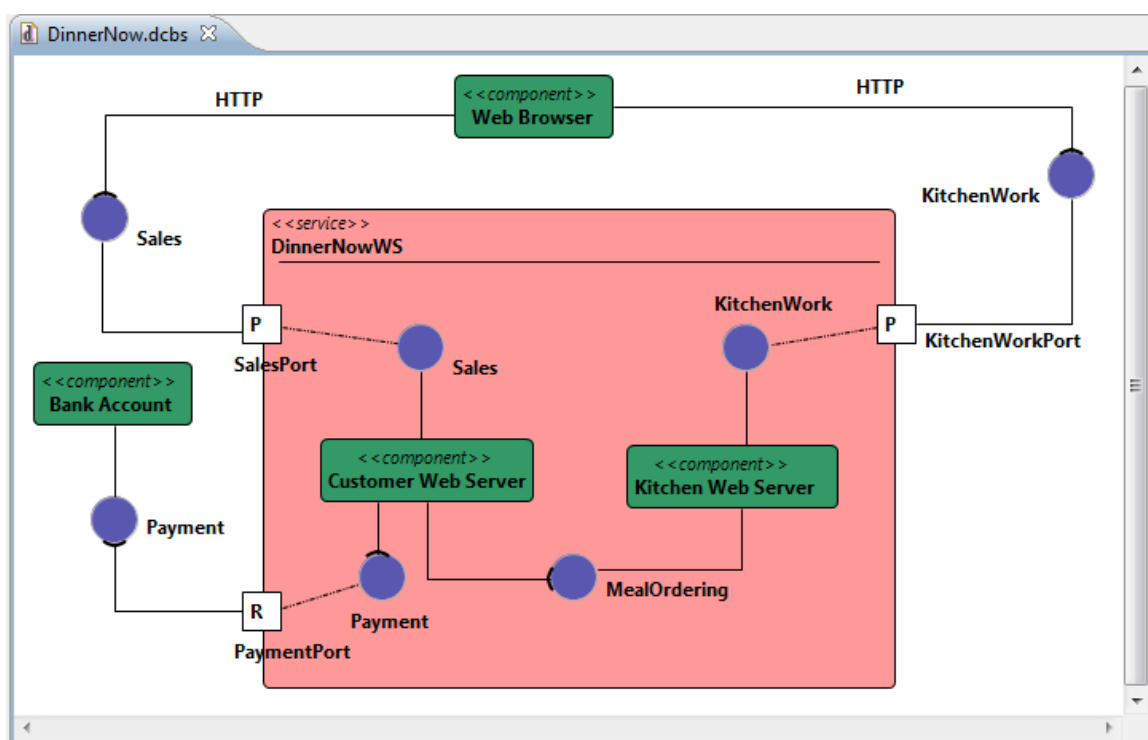 DinnerNow.dcbs
HTTP
<<component>>
Web Browser
HTTP
KitchenWork
Sales
<<service>>
DinnerNowWS
P
SalesPort
Sales
KitchenWork
P
KitchenWorkPort
<<component>>
Bank Account
<<component>>
Customer Web Server
<<component>>
Kitchen Web Server
Payment
R
PaymentPort
Payment
MealOrdering